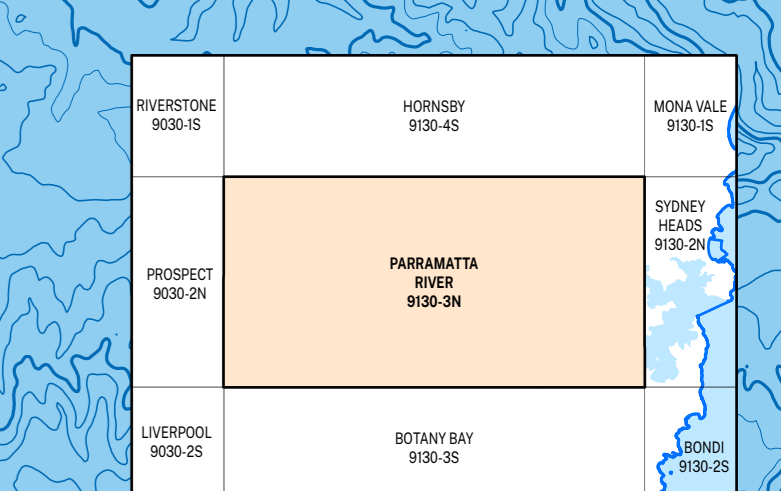 RIVERSTONE
9030-1S
HORNSBY
9130-4S
MONA VALE
9130-1S
PROSPECT
9030-2N
PARRAMATTA
RIVER
9130-3N
SYDNEY
HEADS
9130-2N
LIVERPOOL
9030-2S
BOTANY BAY
9130-3S
BONDI
9130-2S